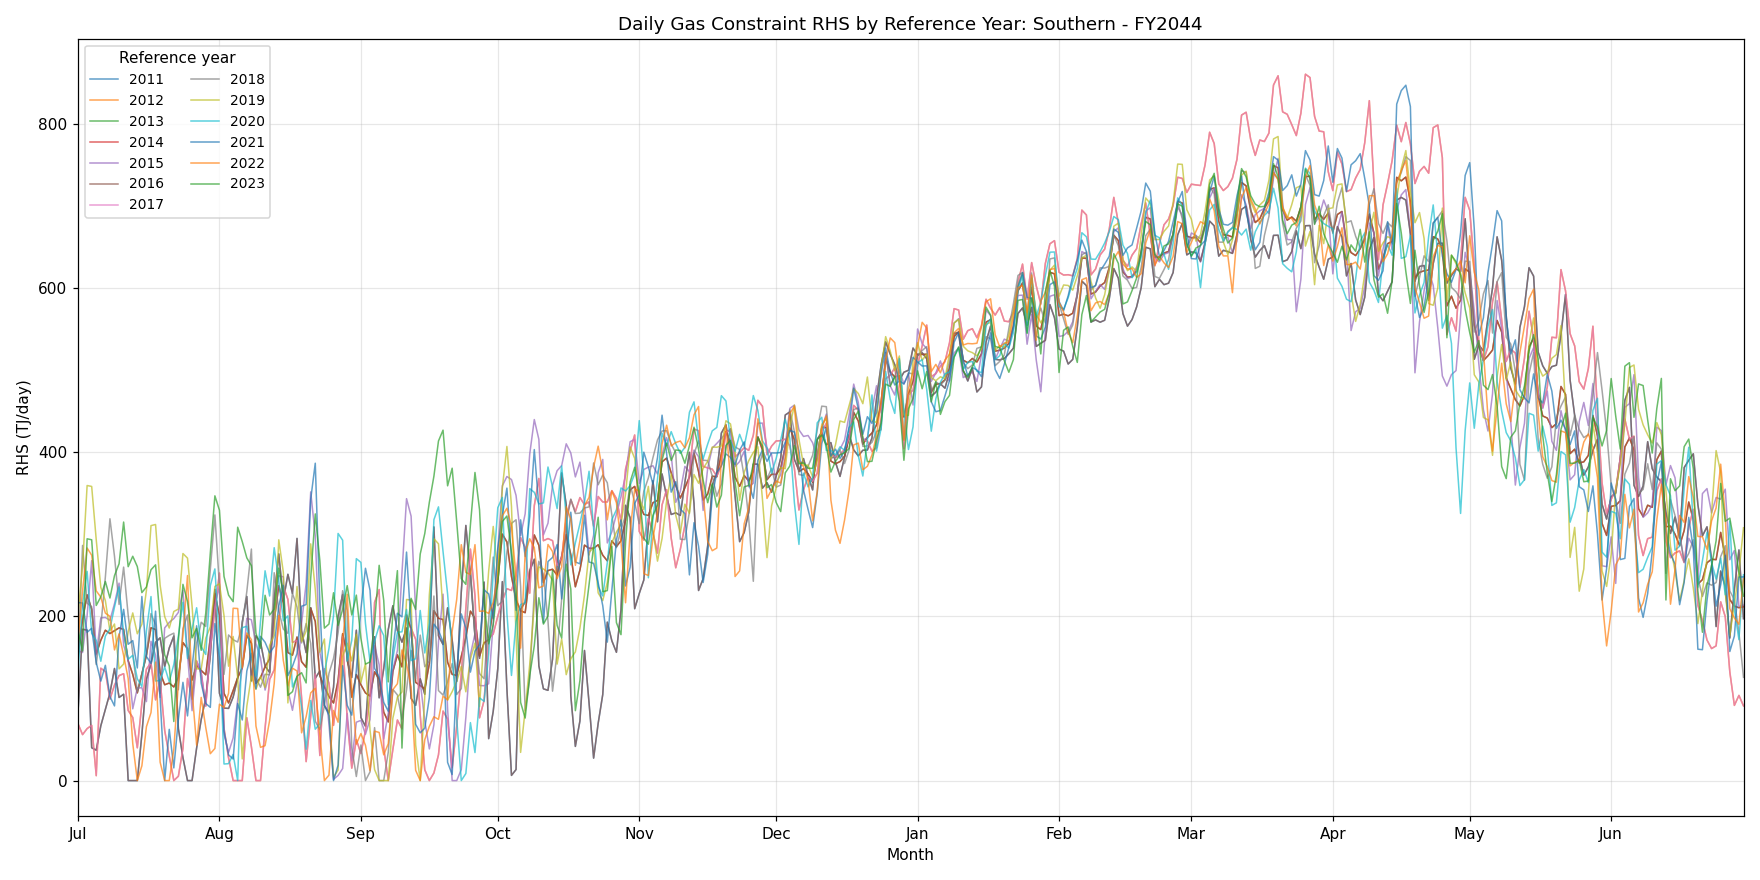 Daily Gas Constraint RHS by Reference Year: Southern - FY2044
Reference year
2011 2018
2012 2019
2013 2020
2014 2021
2015 2022
2016 2023
2017
RHS (TJ/day)
800
600
400
200
0
Jul Aug Sep Oct Nov Dec Jan Feb Mar Apr May Jun
Month